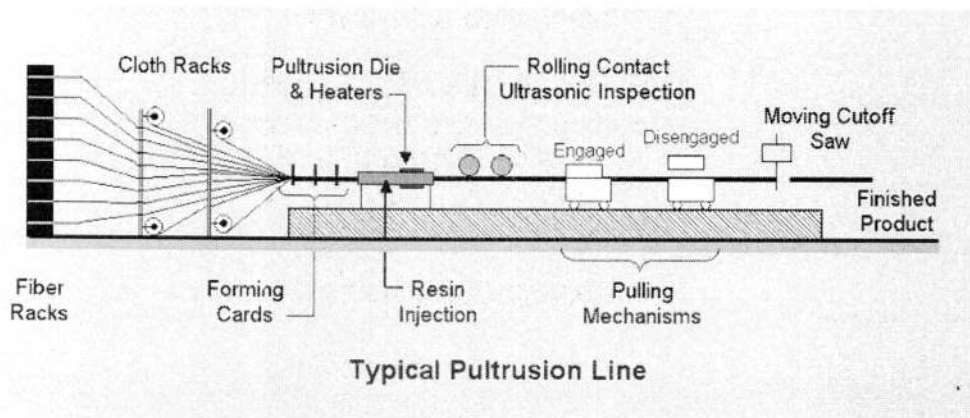 Cloth Racks
Pultrusion Die
& Heaters
Rolling Contact
Ultrasonic Inspection
Moving Cutoff
Saw
Engaged
Disengaged
Finished
Product
Fiber
Racks
Forming
Cards
Resin
Injection
Pulling
Mechanisms
Typical Pultrusion Line